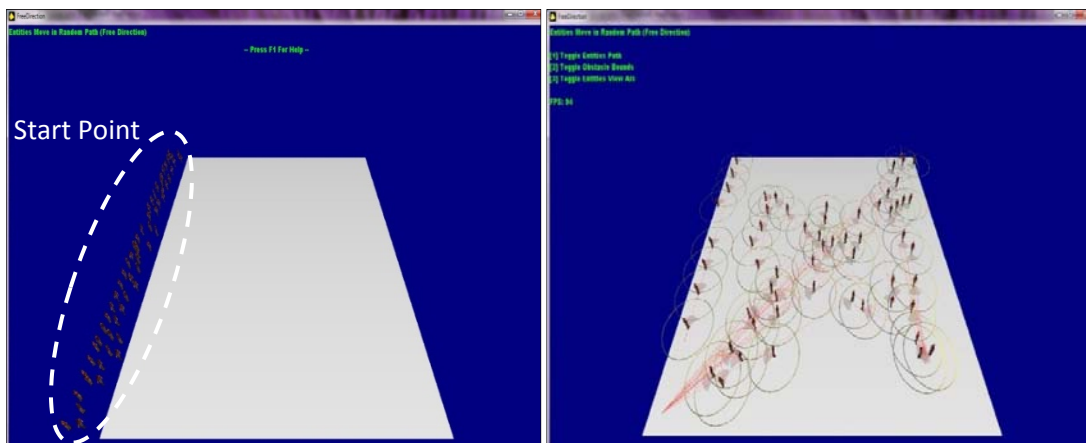 FreeDirection
Entities Move in Random Path (Free Direction)
-- Press F1 For Help --
Start Point
FreeDirection
Entities Move in Random Path (Free Direction)
[1] Toggle Entities Path
[2] Toggle Obstacle Bounds
[3] Toggle Entities View Arc
FPS: 94